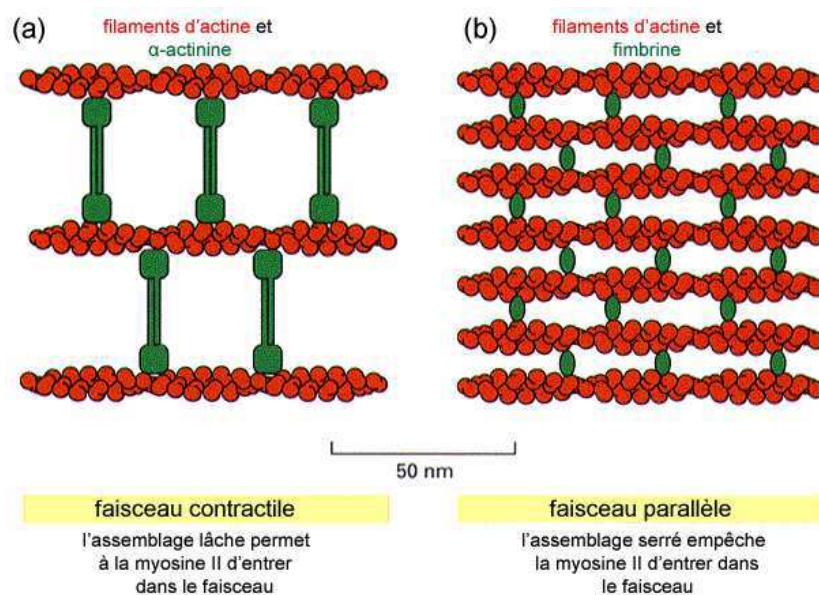 (a)
filaments d'actine et
α-actinine
(b)
filaments d'actine et
fimbrine
50 nm
faisceau contractile
l'assemblage lâche permet
à la myosine II d'entrer
dans le faisceau
faisceau parallèle
l'assemblage serré empêche
la myosine II d'entrer dans
le faisceau